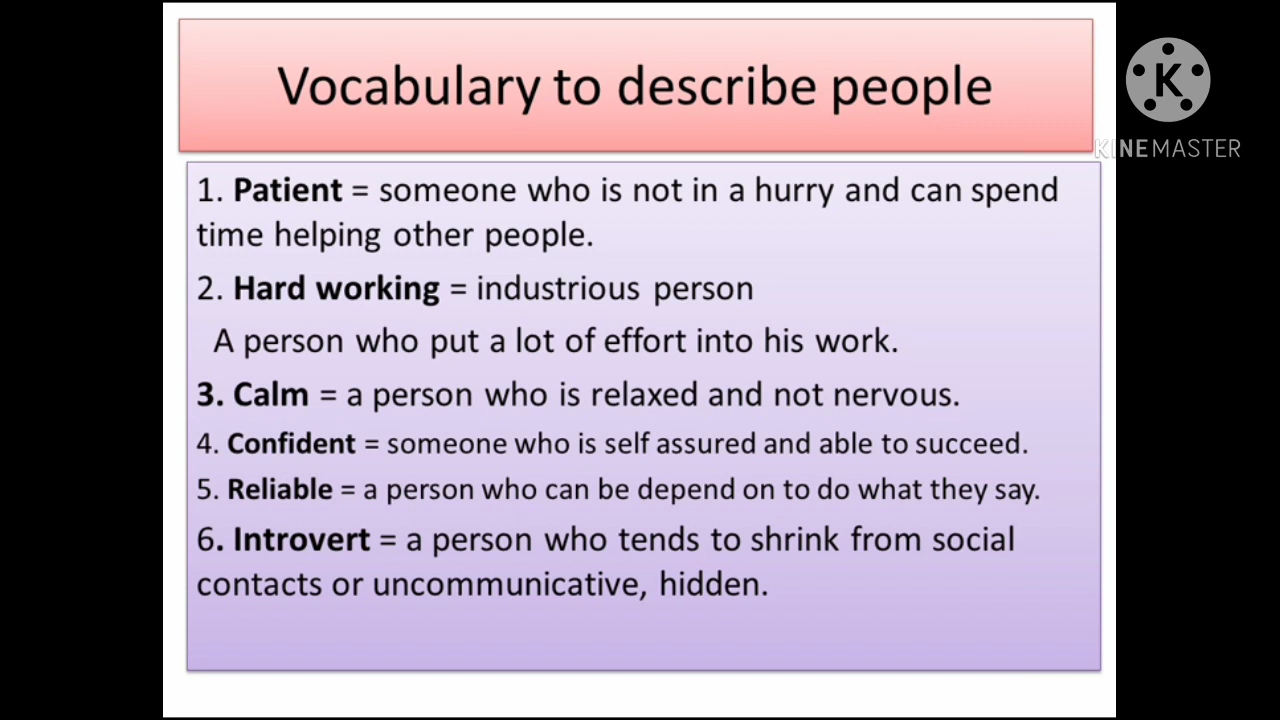 Vocabulary to describe people
K
KINEMASTER
1. Patient = someone who is not in a hurry and can spend
time helping other people.
2. Hard working = industrious person
A person who put a lot of effort into his work.
3. Calm = a person who is relaxed and not nervous.
4. Confident = someone who is self assured and able to succeed.
5. Reliable = a person who can be depend on to do what they say.
6. Introvert = a person who tends to shrink from social
contacts or uncommunicative, hidden.